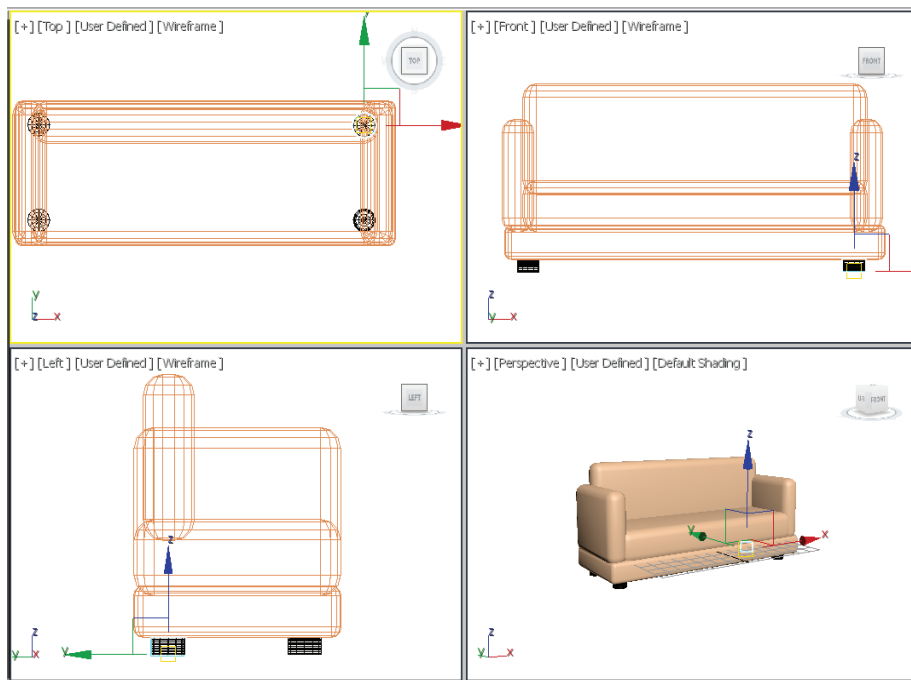 [+] [Top] [User Defined] [Wireframe]
y
TOP
x
y
z
x
[+] [Front] [User Defined] [Wireframe]
FRONT
z
z
y
x
[+] [Left] [User Defined] [Wireframe]
LEFT
z
y
z
y
x
[+] [Perspective] [User Defined] [Default Shading]
FRONT
z
y
x
z
y
x